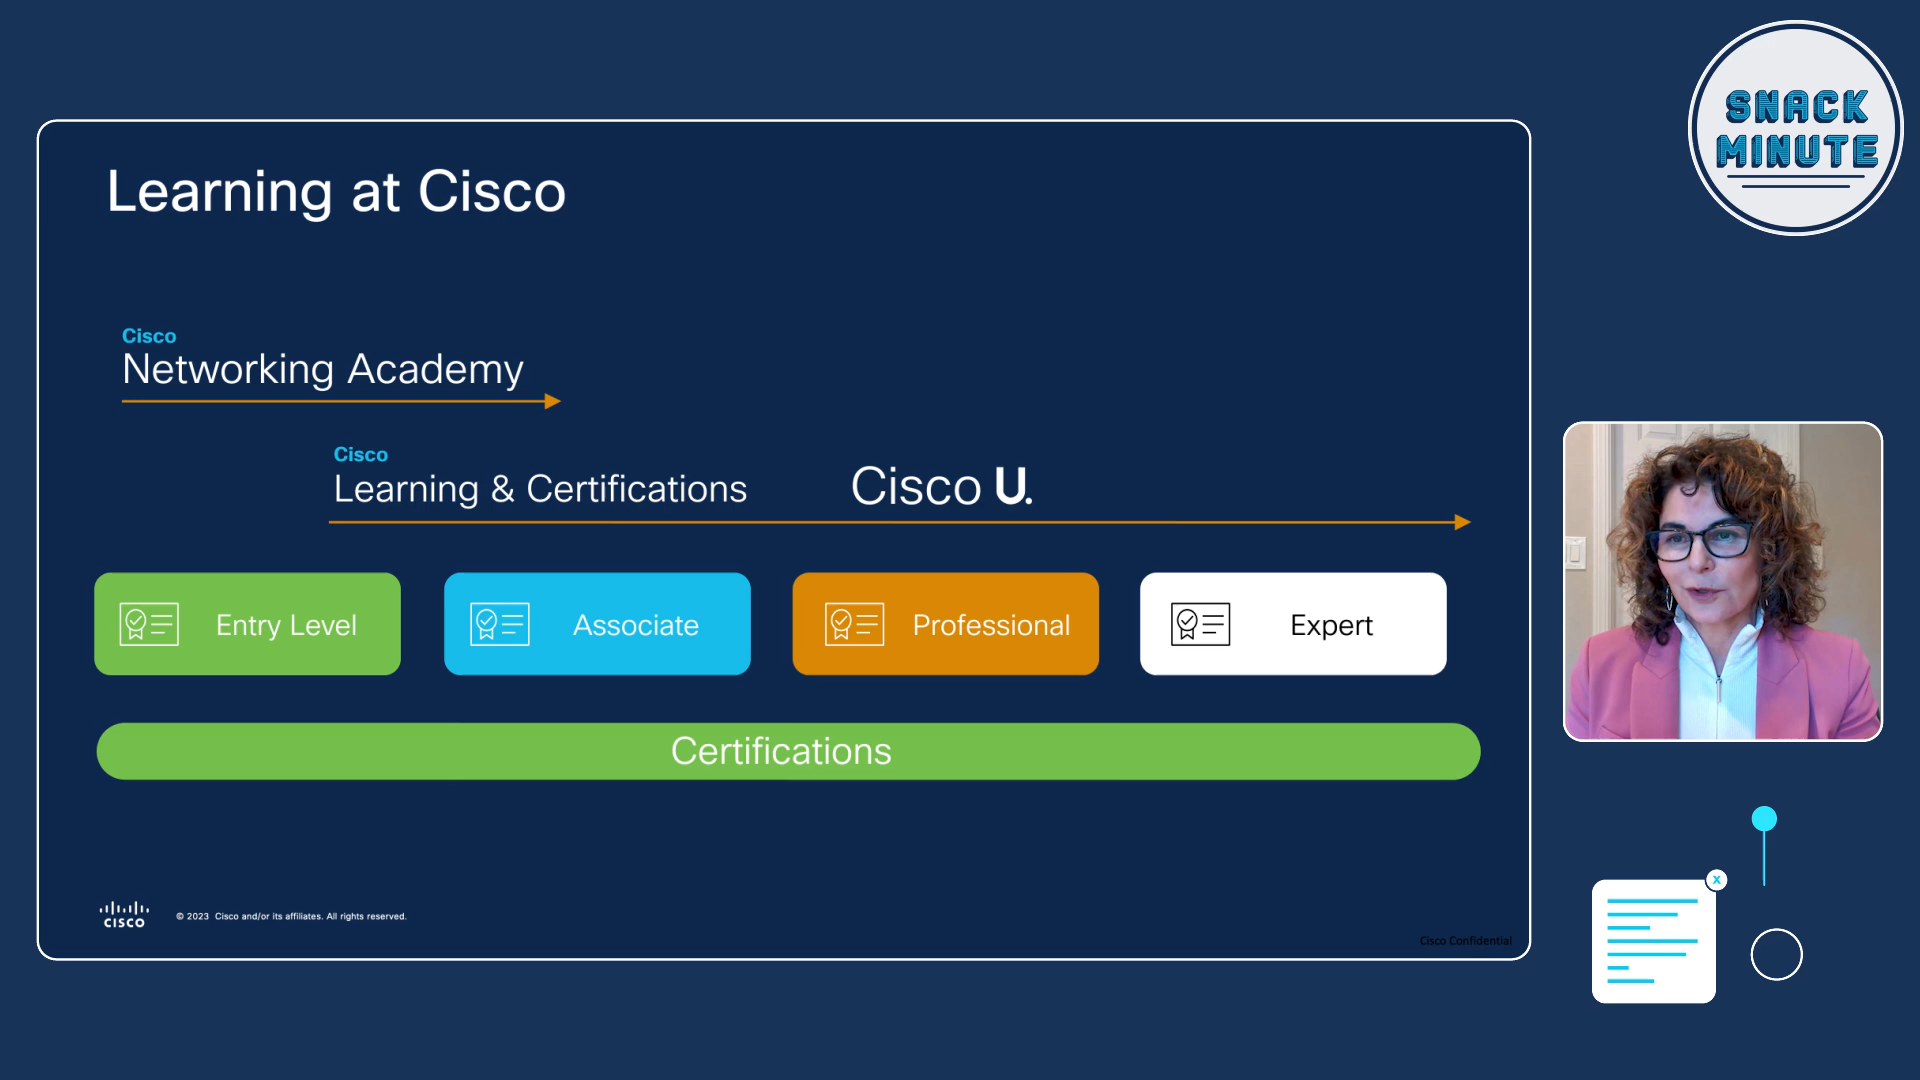 SNACK
MINUTE
Learning at Cisco
Cisco
Networking Academy
Cisco
Learning & Certifications
Cisco U.
Entry Level
Associate
Professional
Expert
Certifications
CISCO
© 2023 Cisco and/or its affiliates. All rights reserved.
Cisco Confidential
X